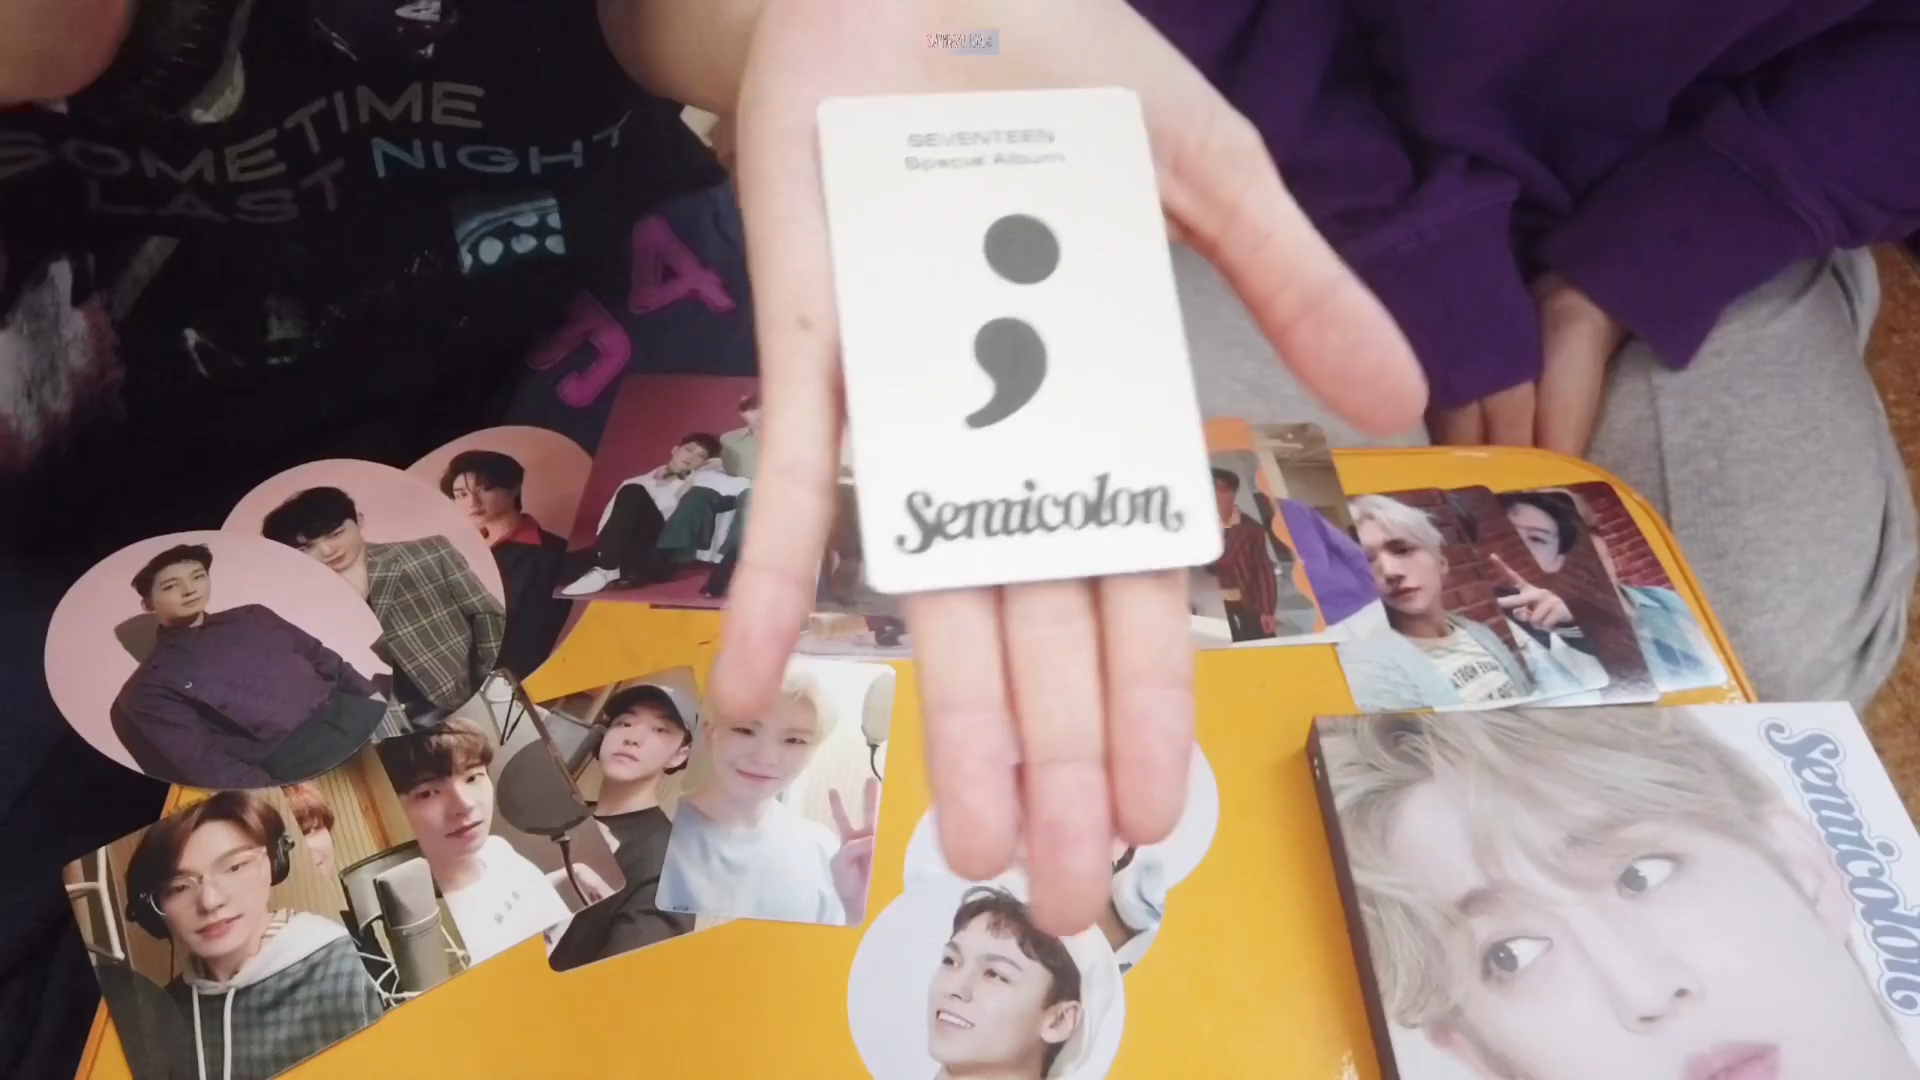 SOMETIME
LAST NIGHT
SEVENTEEN
Special Album
;
Semicolon
Semicolon